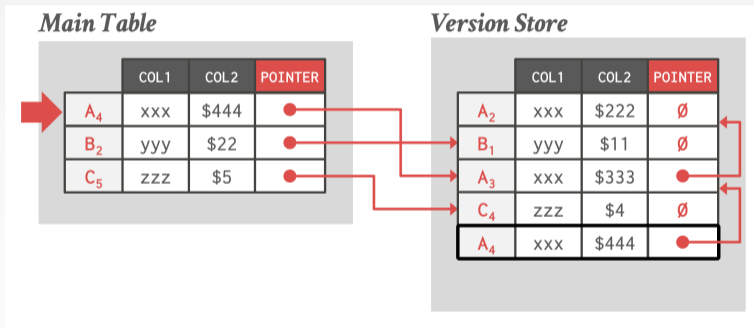 Main Table
COL1 COL2 POINTER
A₄ xxx $444
B₂ yyy $22
C₅ zzz $5
Version Store
COL1 COL2 POINTER
A₂ xxx $222 Ø
B₁ yyy $11 Ø
A₃ xxx $333
C₄ zzz $4 Ø
A₄ xxx $444